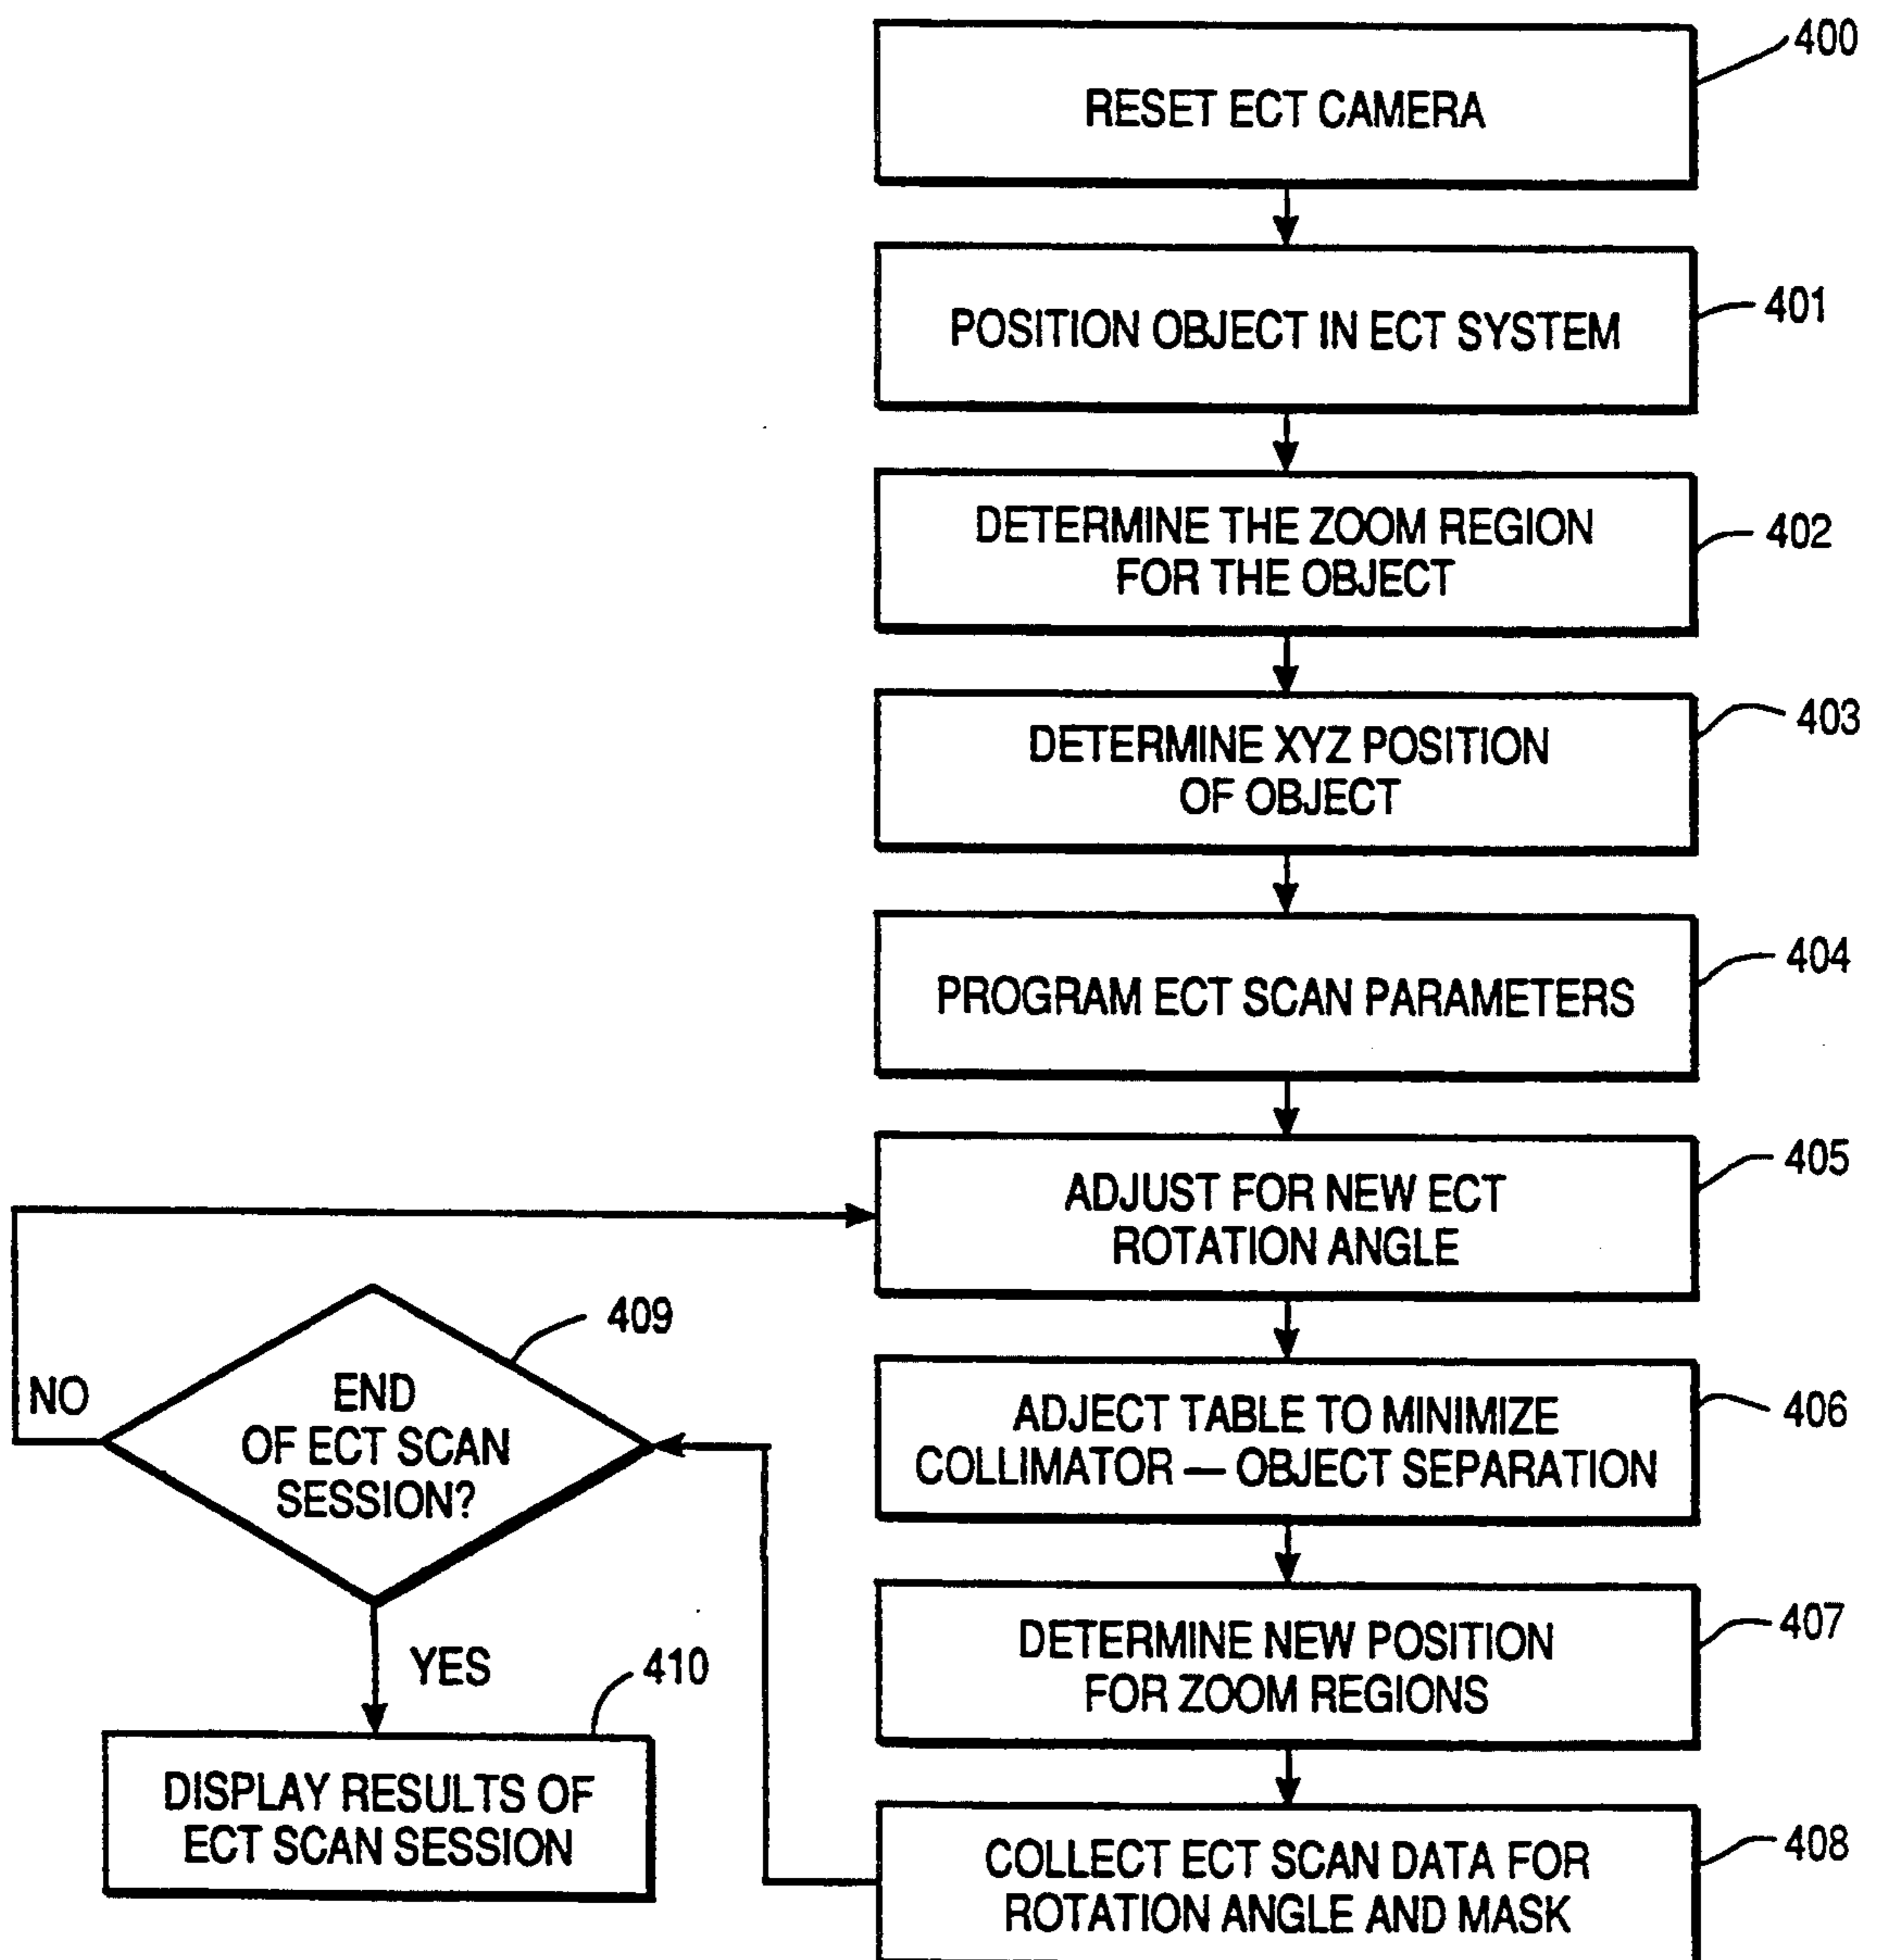 400
RESET ECT CAMERA
401
POSITION OBJECT IN ECT SYSTEM
402
DETERMINE THE ZOOM REGION
FOR THE OBJECT
403
DETERMINE XYZ POSITION
OF OBJECT
404
PROGRAM ECT SCAN PARAMETERS
405
ADJUST FOR NEW ECT
ROTATION ANGLE
406
ADJECT TABLE TO MINIMIZE
COLLIMATOR — OBJECT SEPARATION
407
DETERMINE NEW POSITION
FOR ZOOM REGIONS
408
COLLECT ECT SCAN DATA FOR
ROTATION ANGLE AND MASK
409
END
OF ECT SCAN
SESSION?
NO
YES
410
DISPLAY RESULTS OF
ECT SCAN SESSION